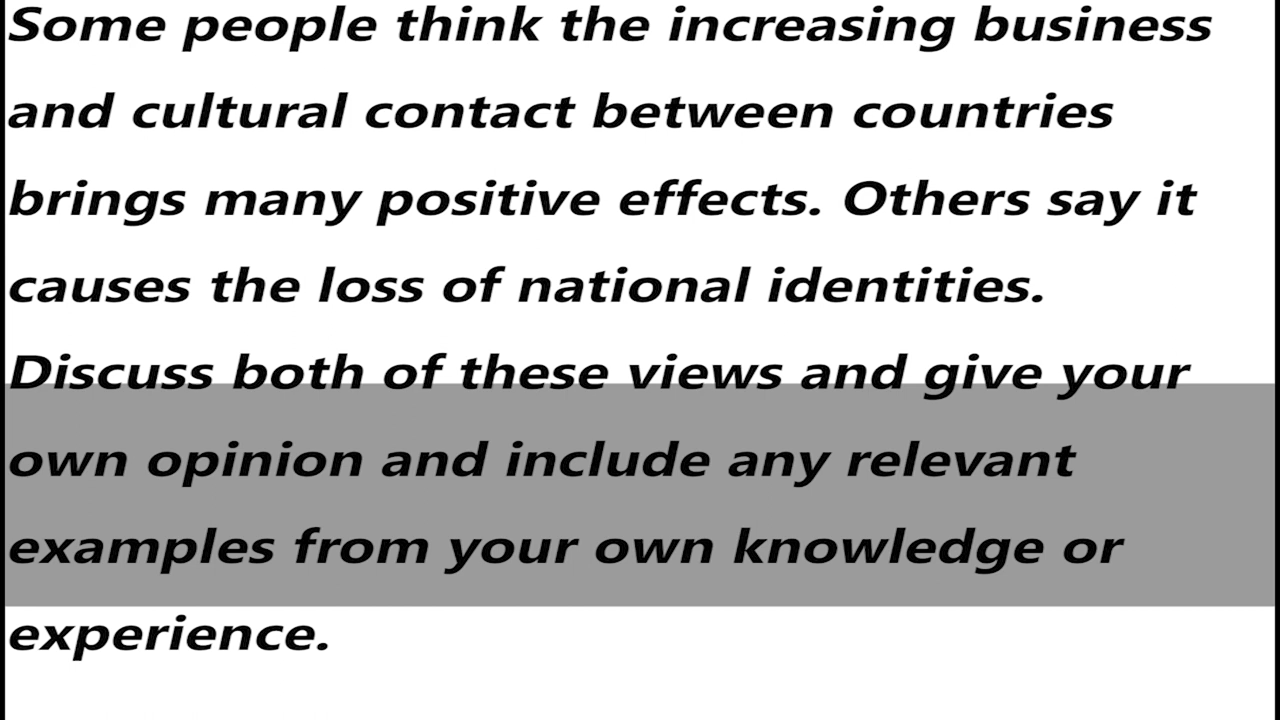 Some people think the increasing business
and cultural contact between countries
brings many positive effects. Others say it
causes the loss of national identities.
Discuss both of these views and give your
own opinion and include any relevant
examples from your own knowledge or
experience.